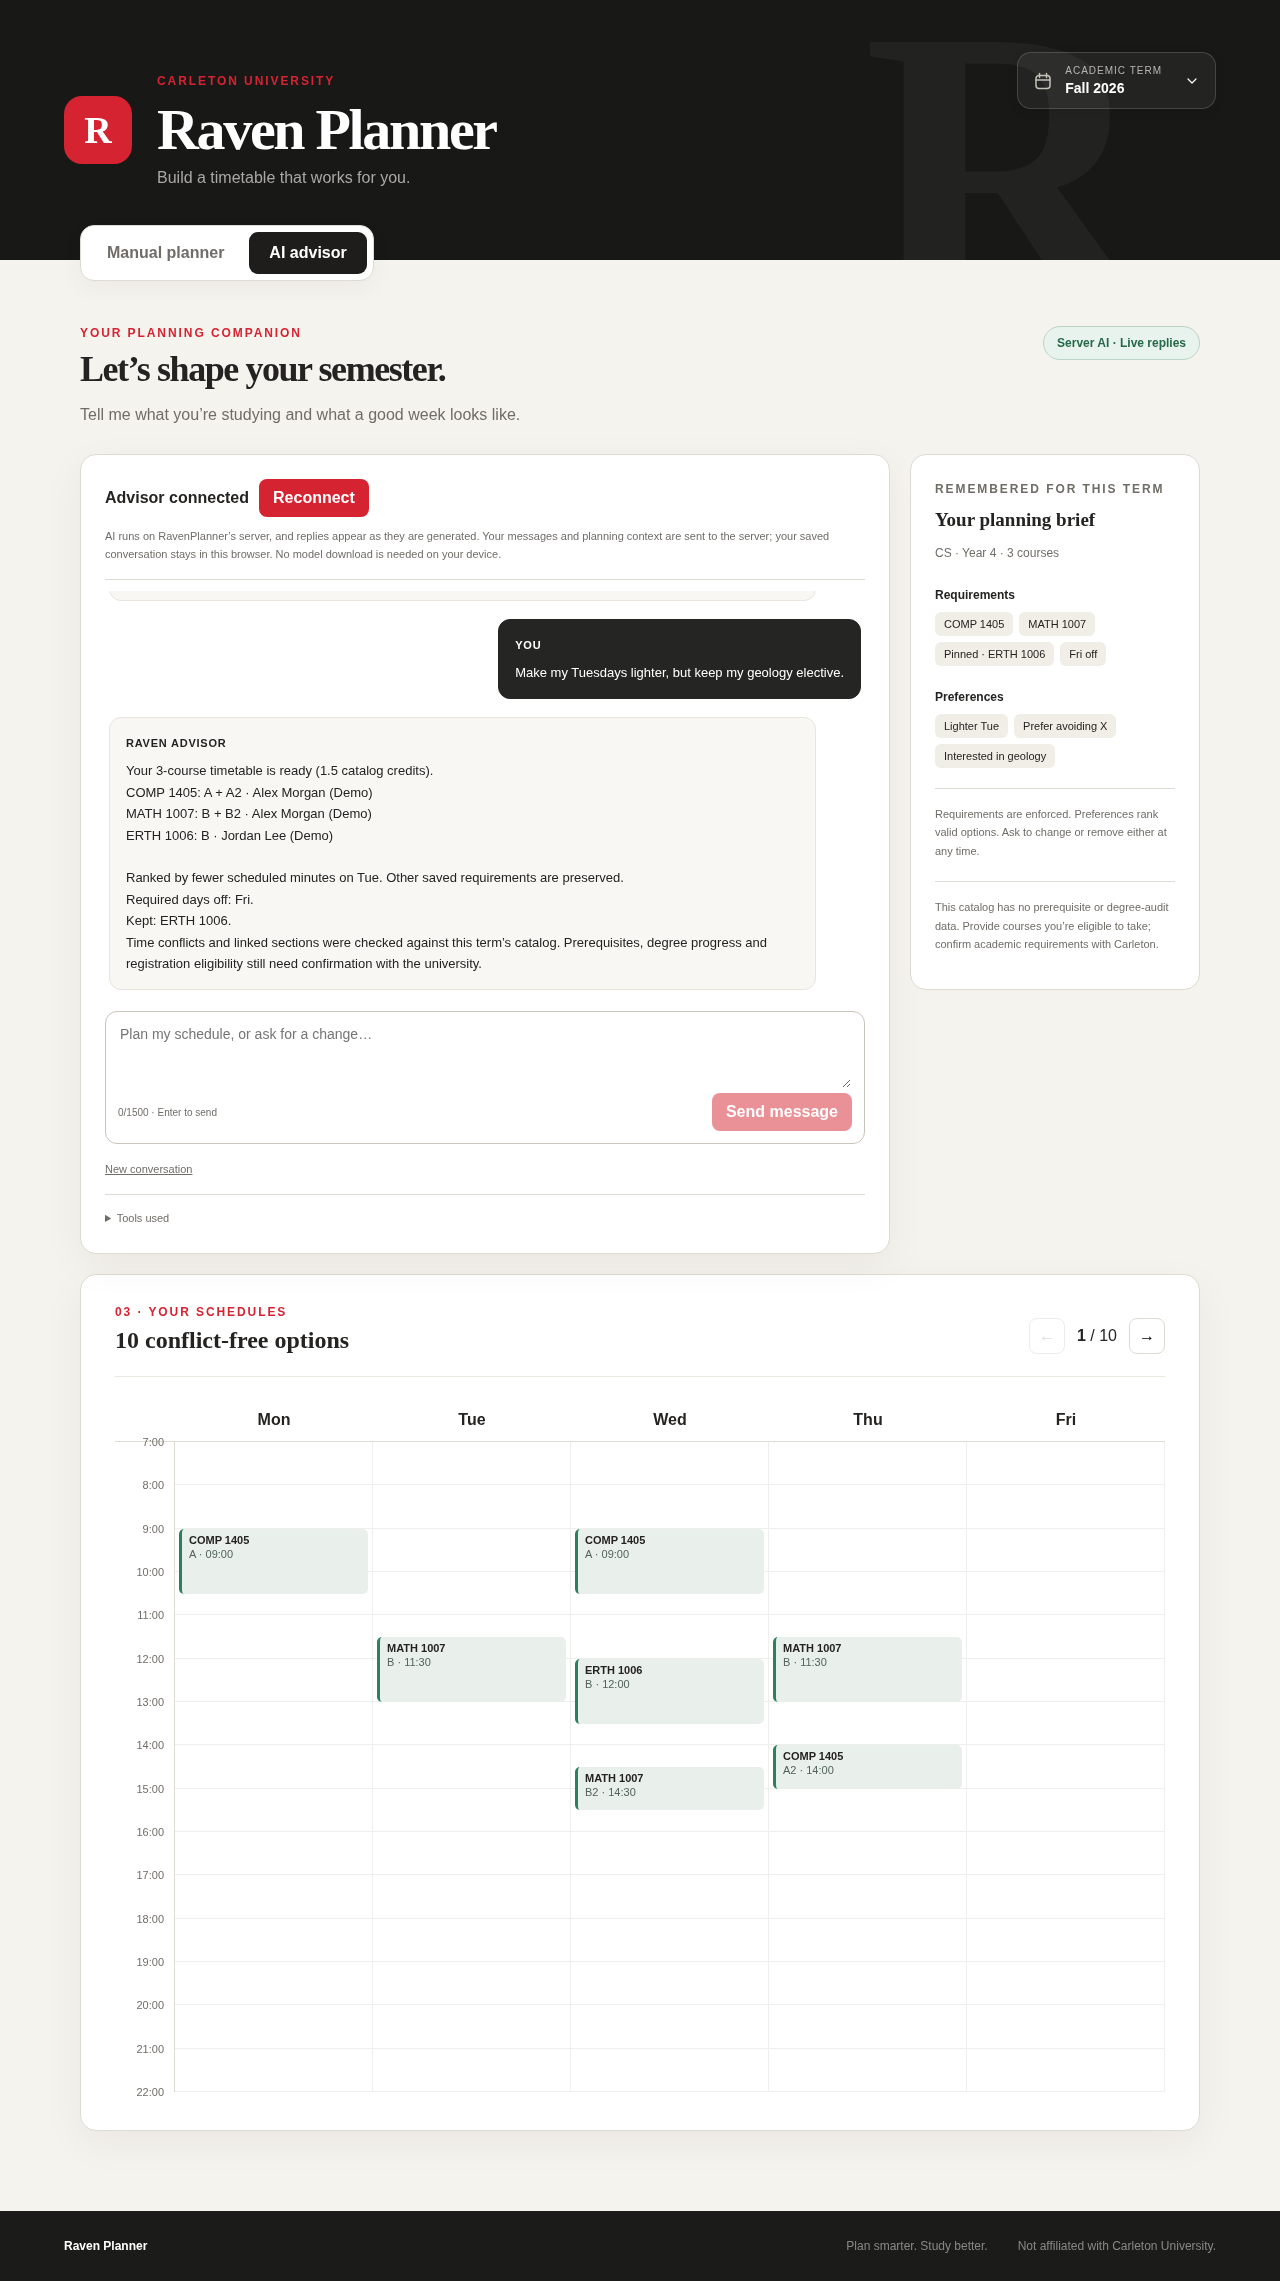 CARLETON UNIVERSITY
R
Raven Planner
Build a timetable that works for you.
R
ACADEMIC TERM
Fall 2026
Manual planner
AI advisor
YOUR PLANNING COMPANION
Let’s shape your semester.
Tell me what you’re studying and what a good week looks like.
Server AI · Live replies
Advisor connected
Reconnect
AI runs on RavenPlanner’s server, and replies appear as they are generated. Your messages and planning context are sent to the server; your saved
conversation stays in this browser. No model download is needed on your device.
YOU
Make my Tuesdays lighter, but keep my geology elective.
RAVEN ADVISOR
Your 3-course timetable is ready (1.5 catalog credits).
COMP 1405: A + A2 · Alex Morgan (Demo)
MATH 1007: B + B2 · Alex Morgan (Demo)
ERTH 1006: B · Jordan Lee (Demo)
Ranked by fewer scheduled minutes on Tue. Other saved requirements are preserved.
Required days off: Fri.
Kept: ERTH 1006.
Time conflicts and linked sections were checked against this term’s catalog. Prerequisites, degree progress and
registration eligibility still need confirmation with the university.
Plan my schedule, or ask for a change…
0/1500 · Enter to send
Send message
New conversation
Tools used
REMEMBERED FOR THIS TERM
Your planning brief
CS · Year 4 · 3 courses
Requirements
COMP 1405
MATH 1007
Pinned · ERTH 1006
Fri off
Preferences
Lighter Tue
Prefer avoiding X
Interested in geology
Requirements are enforced. Preferences rank
valid options. Ask to change or remove either at
any time.
This catalog has no prerequisite or degree-audit
data. Provide courses you’re eligible to take;
confirm academic requirements with Carleton.
03 · YOUR SCHEDULES
10 conflict-free options
←
1 / 10
→
Mon
Tue
Wed
Thu
Fri
7:00
8:00
9:00
10:00
11:00
12:00
13:00
14:00
15:00
16:00
17:00
18:00
19:00
20:00
21:00
22:00
COMP 1405
A · 09:00
MATH 1007
B · 11:30
COMP 1405
A · 09:00
ERTH 1006
B · 12:00
MATH 1007
B2 · 14:30
MATH 1007
B · 11:30
COMP 1405
A2 · 14:00
Raven Planner
Plan smarter. Study better.
Not affiliated with Carleton University.